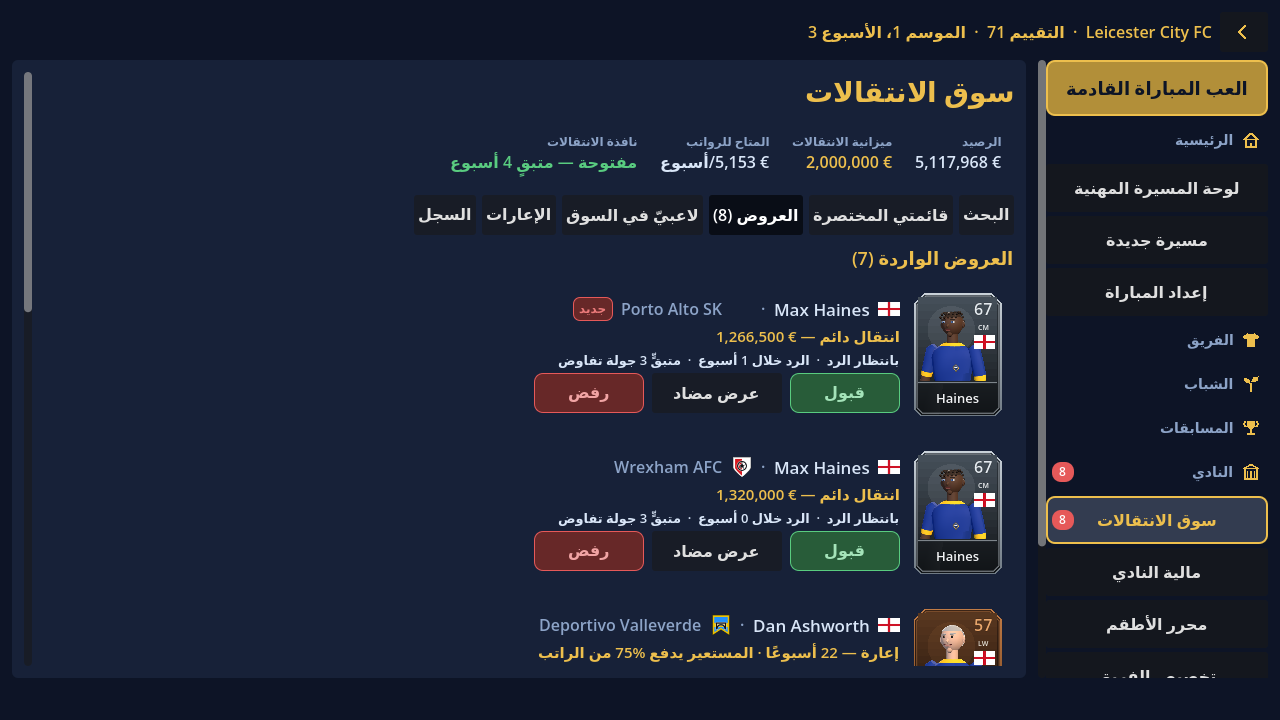 Leicester City FC · التقييم 71 · الموسم 1، الأسبوع 3
العب المباراة القادمة
الرئيسية
لوحة المسيرة المهنية
مسيرة جديدة
إعداد المباراة
الفريق
الشباب
المسابقات
النادي 8
سوق الانتقالات 8
مالية النادي
محرر الأطقم
تخصيص الفريق
سوق الانتقالات
الرصيد
5,117,968 €
ميزانية الانتقالات
2,000,000 €
المتاح للرواتب
5,153 €/أسبوع
نافذة الانتقالات
مفتوحة — متبقٍ 4 أسبوع
البحث
قائمتي المختصرة
العروض (8)
لاعبيّ في السوق
الإعارات
السجل
العروض الواردة (7)
67
CM
Haines
Max Haines · Porto Alto SK جديد
انتقال دائم — 1,266,500 €
بانتظار الرد · الرد خلال 1 أسبوع · متبقٍّ 3 جولة تفاوض
قبول
عرض مضاد
رفض
67
CM
Haines
Max Haines · Wrexham AFC
انتقال دائم — 1,320,000 €
بانتظار الرد · الرد خلال 0 أسبوع · متبقٍّ 3 جولة تفاوض
قبول
عرض مضاد
رفض
57
LW
Dan Ashworth · Deportivo Valleverde
إعارة — 22 أسبوعًا · المستعير يدفع 75% من الراتب